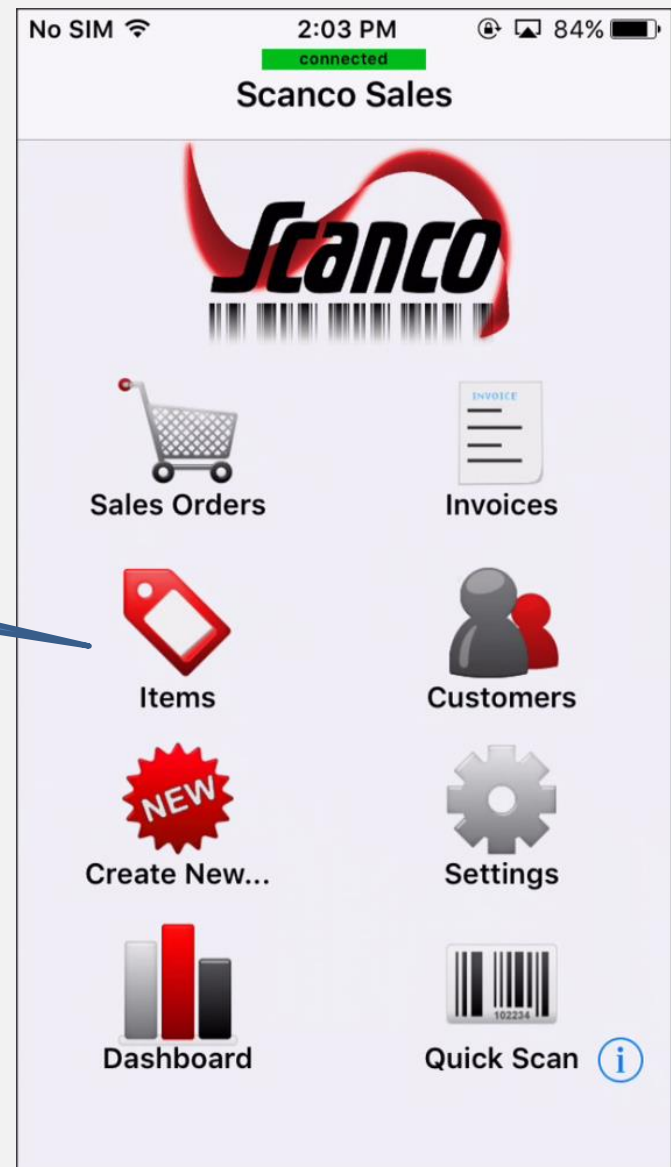 No SIM 2:03 PM 84%
connected
Scanco Sales
Scanco
Sales Orders
INVOICE
Invoices
Items
Customers
NEW
Create New...
Settings
Dashboard
102234
Quick Scan
i